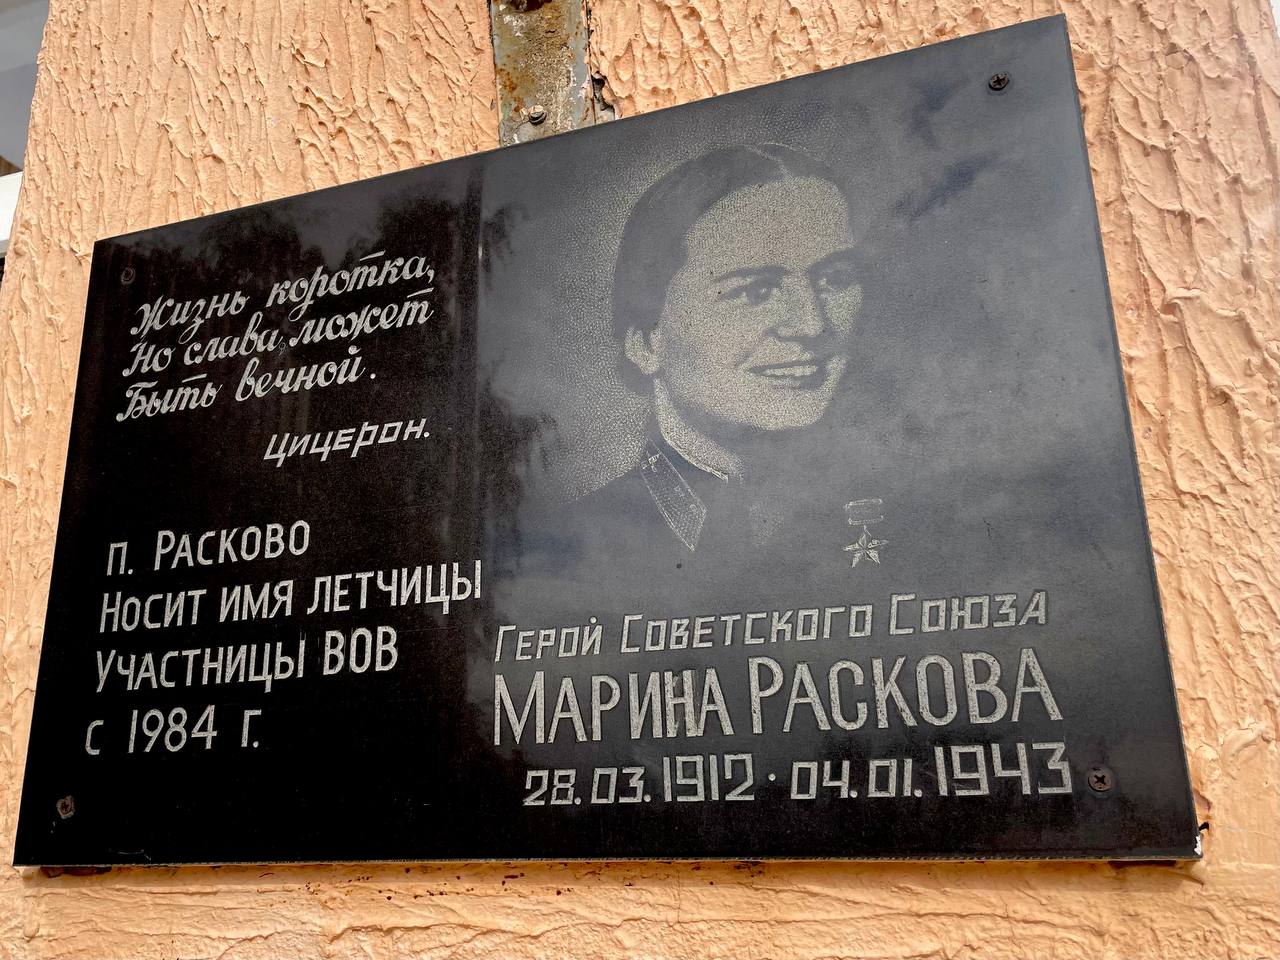 Жизнь коротка,
Но слава, может
Быть вечной.
Цицерон.
п. Расково
Носит имя летчицы
участницы ВОВ
с 1984 г.
Герой Советского Союза
Марина Раскова
28.03.1912 · 04.01.1943